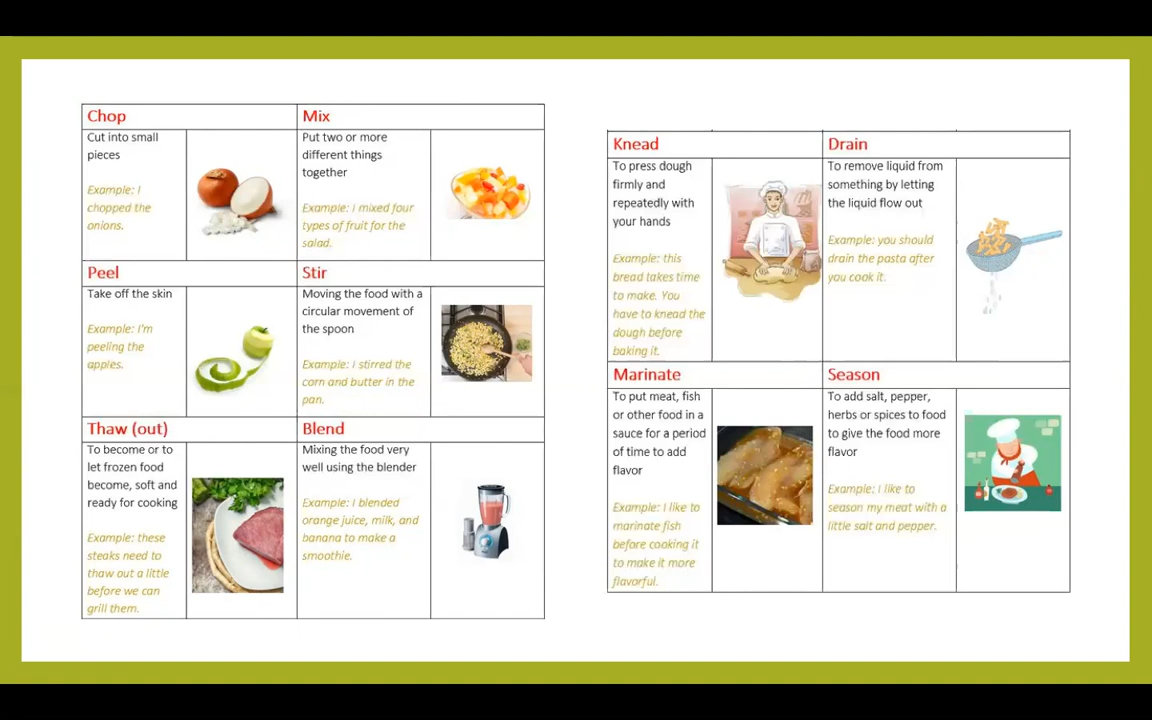 Chop
Cut into small
pieces
Example: I
chopped the
onions.
Mix
Put two or more
different things
together
Example: I mixed four
types of fruit for the
salad.
Peel
Take off the skin
Example: I'm
peeling the
apples.
Stir
Moving the food with a
circular movement of
the spoon
Example: I stirred the
corn and butter in the
pan.
Thaw (out)
To become or to
let frozen food
become, soft and
ready for cooking
Example: these
steaks need to
thaw out a little
before we can
grill them.
Blend
Mixing the food very
well using the blender
Example: I blended
orange juice, milk, and
banana to make a
smoothie.
Knead
To press dough
firmly and
repeatedly with
your hands
Example: this
bread takes time
to make. You
have to knead the
dough before
baking it.
Drain
To remove liquid from
something by letting
the liquid flow out
Example: you should
drain the pasta after
you cook it.
Marinate
To put meat, fish
or other food in a
sauce for a period
of time to add
flavor
Example: I like to
marinate fish
before cooking it
to make it more
flavorful.
Season
To add salt, pepper,
herbs or spices to food
to give the food more
flavor
Example: I like to
season my meat with a
little salt and pepper.